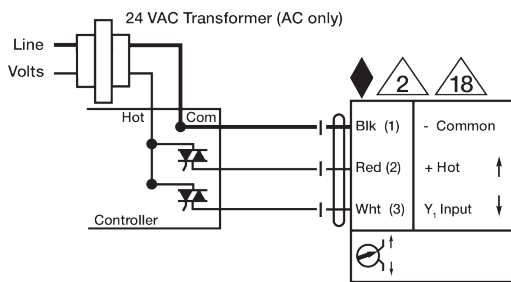 24 VAC Transformer (AC only)
Line
Volts
Hot
Com
2
18
Blk (1)
- Common
Red (2)
+ Hot
Wht (3)
Y1 Input
Controller